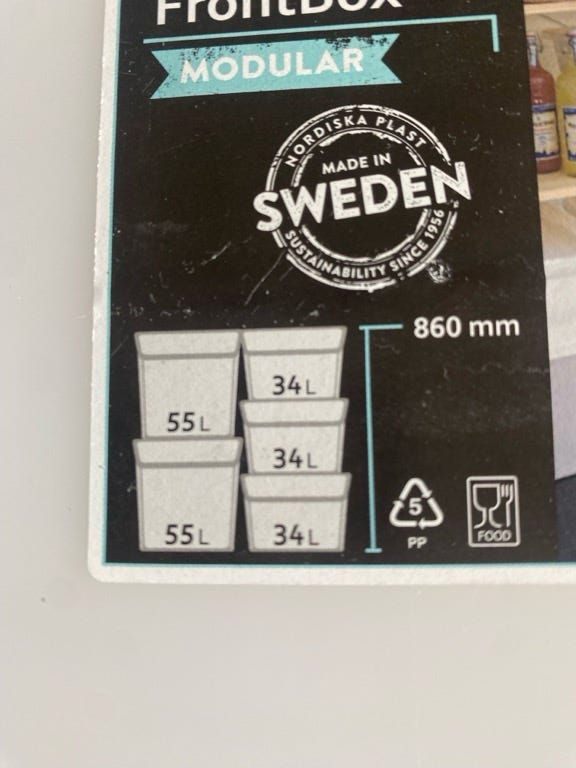 FrontBox
MODULAR
NORDISKA PLAST
MADE IN
SWEDEN
SUSTAINABILITY SINCE 1956
860 mm
34L
55L
34L
55L
34L
5
PP
FOOD